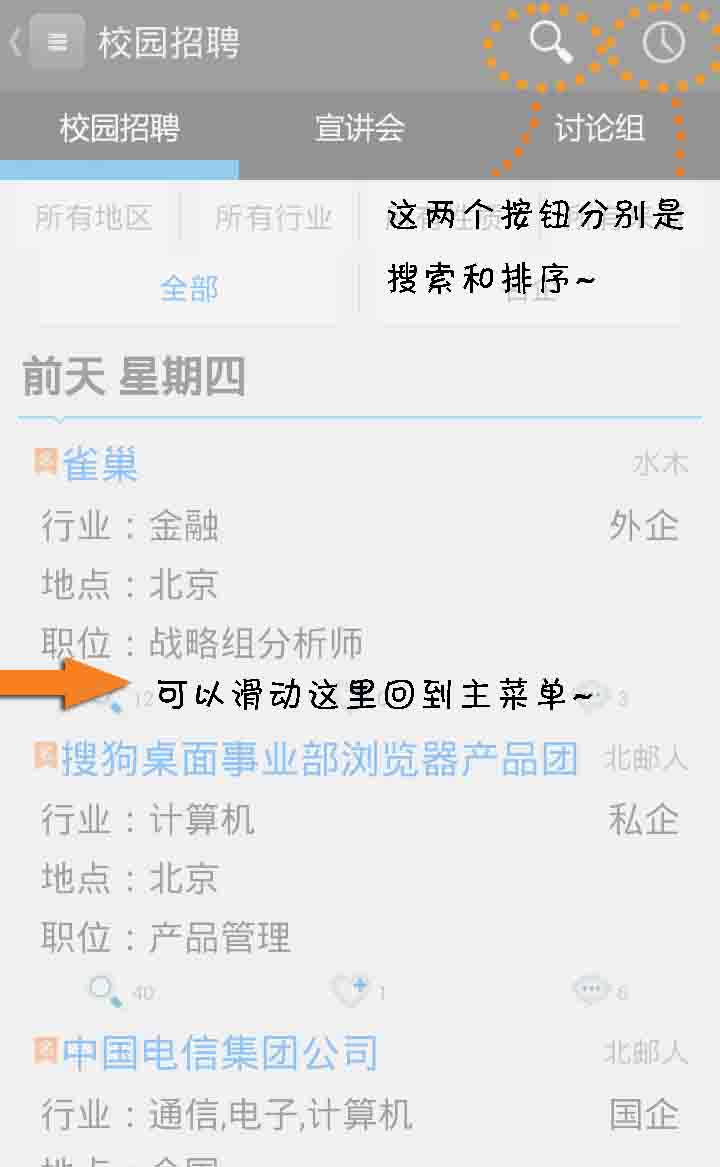 校园招聘
校园招聘 宣讲会 讨论组
所有地区 所有行业
这两个按钮分别是
全部
搜索和排序~
前天 星期四
名 雀巢 水木
行业：金融 外企
地点：北京
职位：战略组分析师
可以滑动这里回到主菜单~
12 3
名 搜狗桌面事业部浏览器产品团 北邮人
行业：计算机 私企
地点：北京
职位：产品管理
40 1 6
名 中国电信集团公司 北邮人
行业：通信,电子,计算机 国企